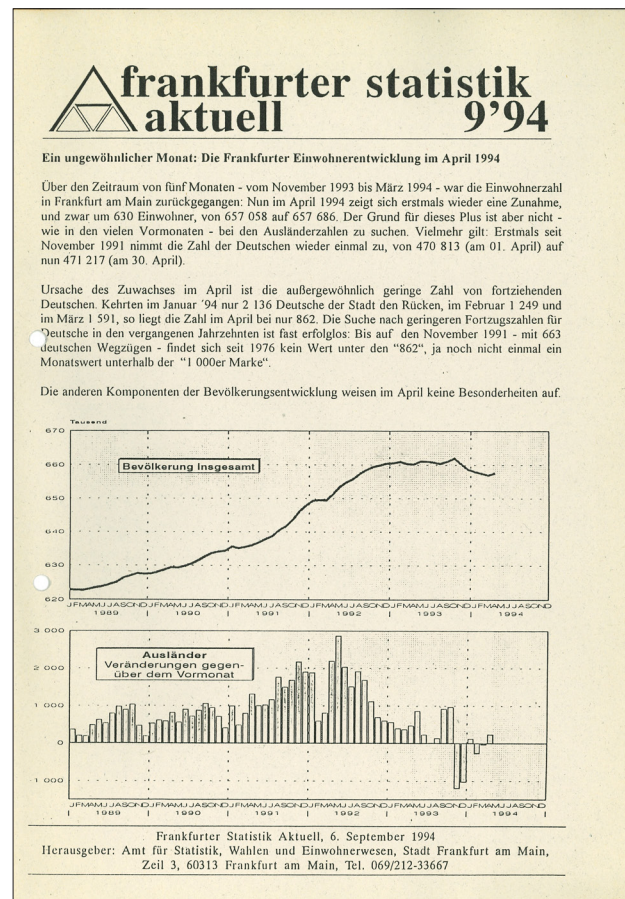 frankfurter statistik
aktuell 9’94
Ein ungewöhnlicher Monat: Die Frankfurter Einwohnerentwicklung im April 1994
Über den Zeitraum von fünf Monaten - vom November 1993 bis März 1994 - war die Einwohnerzahl
in Frankfurt am Main zurückgegangen: Nun im April 1994 zeigt sich erstmals wieder eine Zunahme,
und zwar um 630 Einwohner, von 657 058 auf 657 686. Der Grund für dieses Plus ist aber nicht -
wie in den vielen Vormonaten - bei den Ausländerzahlen zu suchen. Vielmehr gilt: Erstmals seit
November 1991 nimmt die Zahl der Deutschen wieder einmal zu, von 470 813 (am 01. April) auf
nun 471 217 (am 30. April).
Ursache des Zuwachses im April ist die außergewöhnlich geringe Zahl von fortziehenden
Deutschen. Kehrten im Januar ´94 nur 2 136 Deutsche der Stadt den Rücken, im Februar 1 249 und
im März 1 591, so liegt die Zahl im April bei nur 862. Die Suche nach geringeren Fortzugszahlen für
Deutsche in den vergangenen Jahrzehnten ist fast erfolglos: Bis auf den November 1991 - mit 663
deutschen Wegzügen - findet sich seit 1976 kein Wert unter den "862", ja noch nicht einmal ein
Monatswert unterhalb der "1 000er Marke".
Die anderen Komponenten der Bevölkerungsentwicklung weisen im April keine Besonderheiten auf.
Tausend
670
660
650
640
630
620
Bevölkerung insgesamt
JFMAMJJASONDJFMAMJJASONDJFMAMJJASONDJFMAMJJASONDJFMAMJJASONDJFMAMJJASOND
1989 1990 1991 1992 1993 1994
3 000
2 000
1 000
0
1 000
Ausländer
Veränderungen gegen-
über dem Vormonat
JFMAMJJASONDJFMAMJJASONDJFMAMJJASONDJFMAMJJASONDJFMAMJJASONDJFMAMJJASOND
1989 1990 1991 1992 1993 1994
Frankfurter Statistik Aktuell, 6. September 1994
Herausgeber: Amt für Statistik, Wahlen und Einwohnerwesen, Stadt Frankfurt am Main,
Zeil 3, 60313 Frankfurt am Main, Tel. 069/212-33667